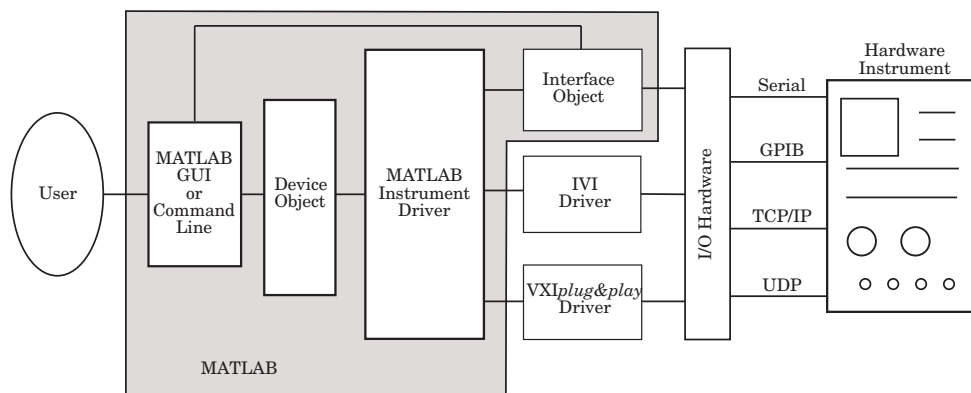 Hardware
Instrument
Interface
Object
Serial
MATLAB
GUI
or
Command
Line
User
Device
Object
MATLAB
Instrument
Driver
IVI
Driver
I/O Hardware
GPIB
TCP/IP
VXIplug&play
Driver
UDP
MATLAB